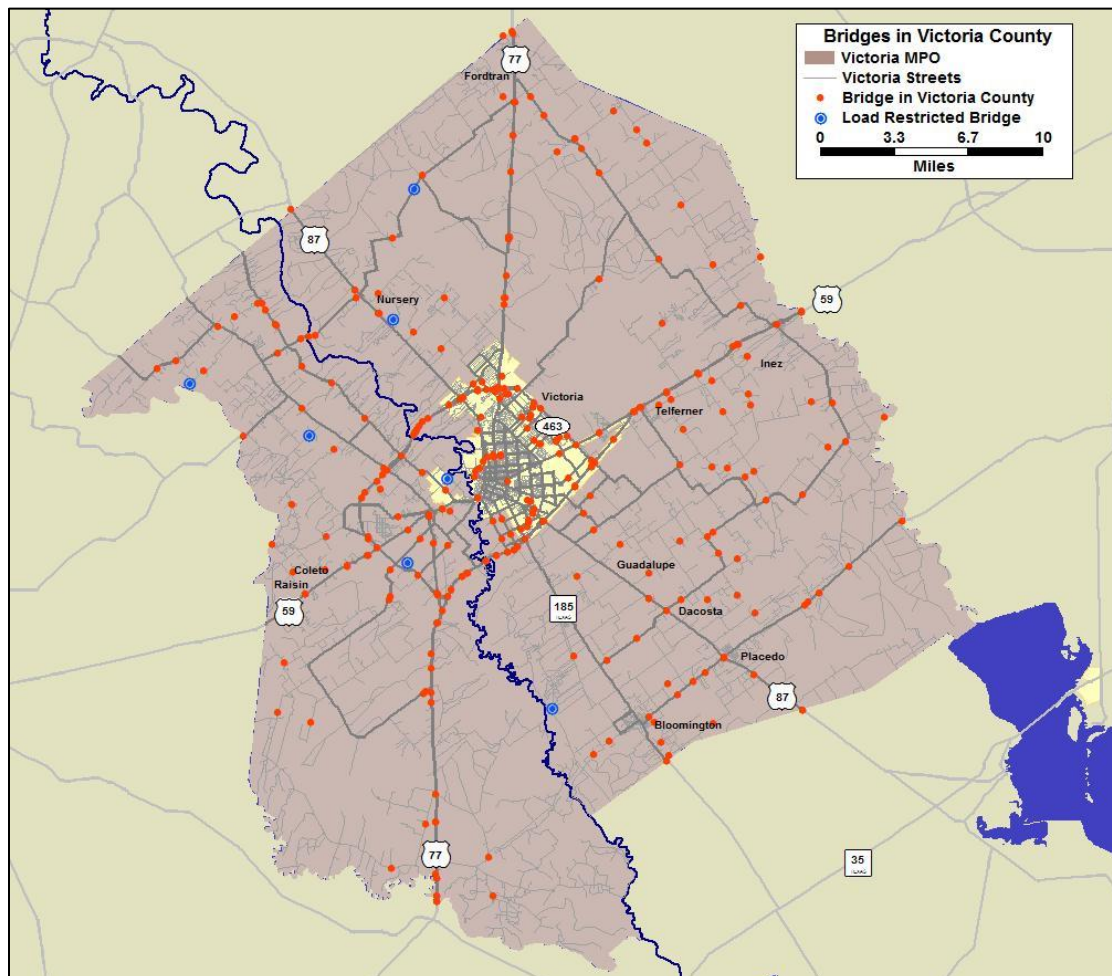 Bridges in Victoria County
Victoria MPO
Victoria Streets
Bridge in Victoria County
Load Restricted Bridge
0 3.3 6.7 10
Miles
77
Fordtran
87
Nursery
59
Inez
Victoria
Telferner
463
Guadalupe
Coleto
Raisin
59
185
TEXAS
Dacosta
Placedo
87
Bloomington
77
35
TEXAS